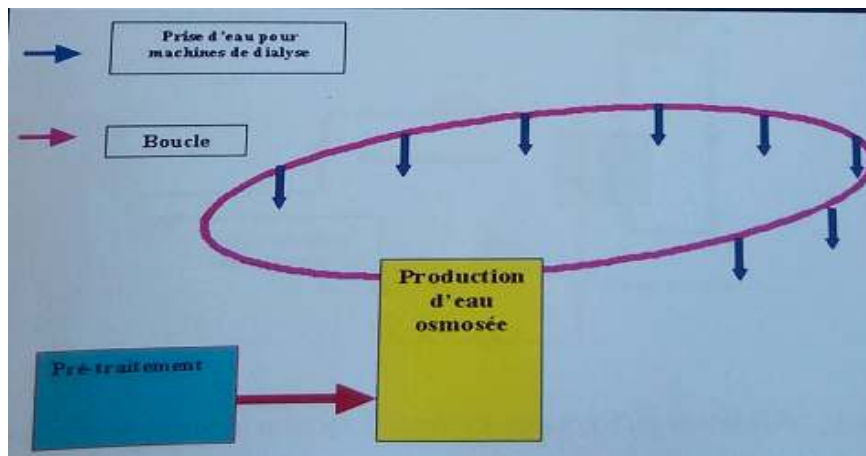 Prise d'eau pour
machines de dialyse
Boucle
Production
d'eau
osmosée
Pré-traitement